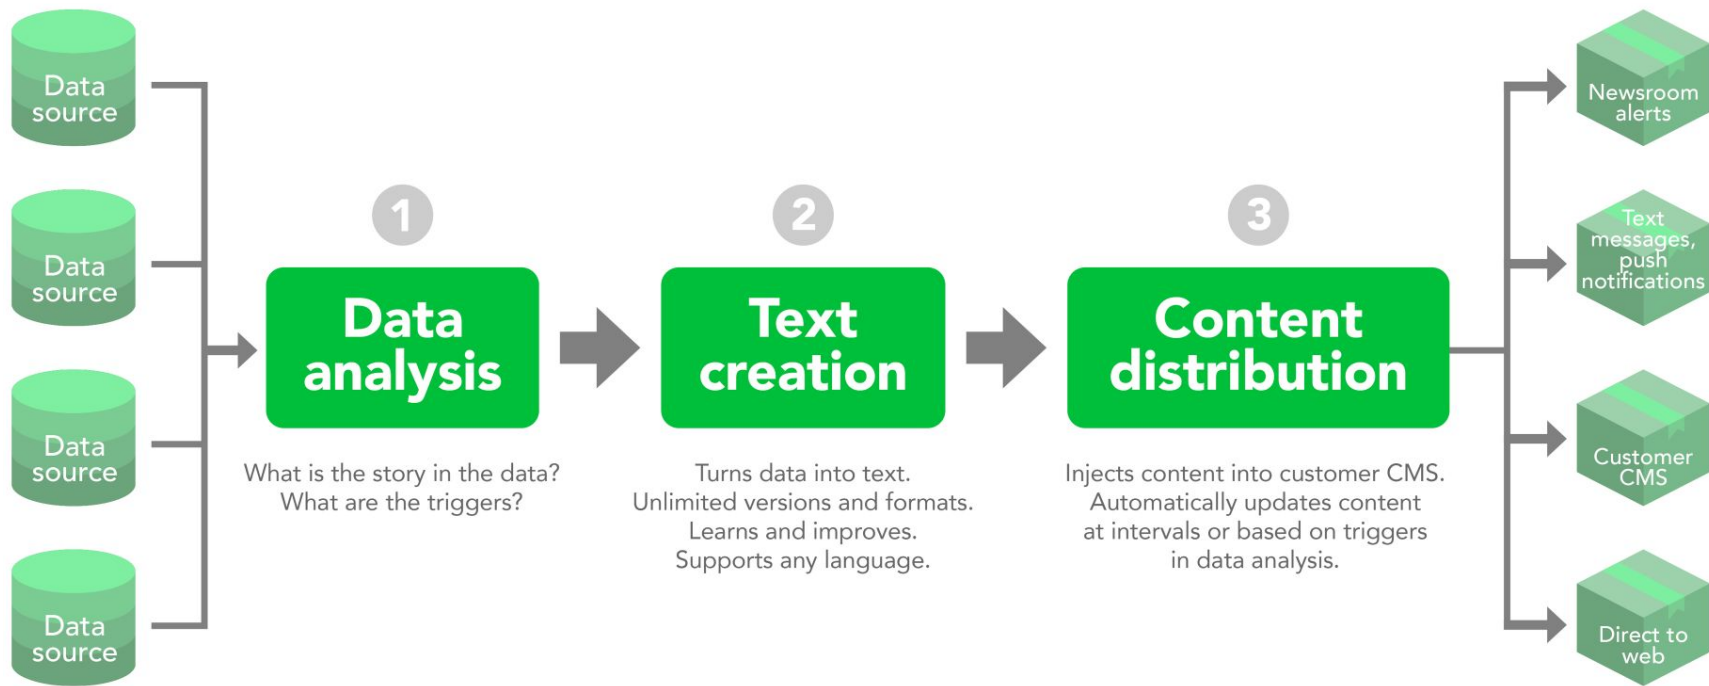 Data
source
Data
source
Data
source
Data
source
1
Data
analysis
What is the story in the data?
What are the triggers?
2
Text
creation
Turns data into text.
Unlimited versions and formats.
Learns and improves.
Supports any language.
3
Content
distribution
Injects content into customer CMS.
Automatically updates content
at intervals or based on triggers
in data analysis.
Newsroom
alerts
Text
messages,
push
notifications
Customer
CMS
Direct to
web